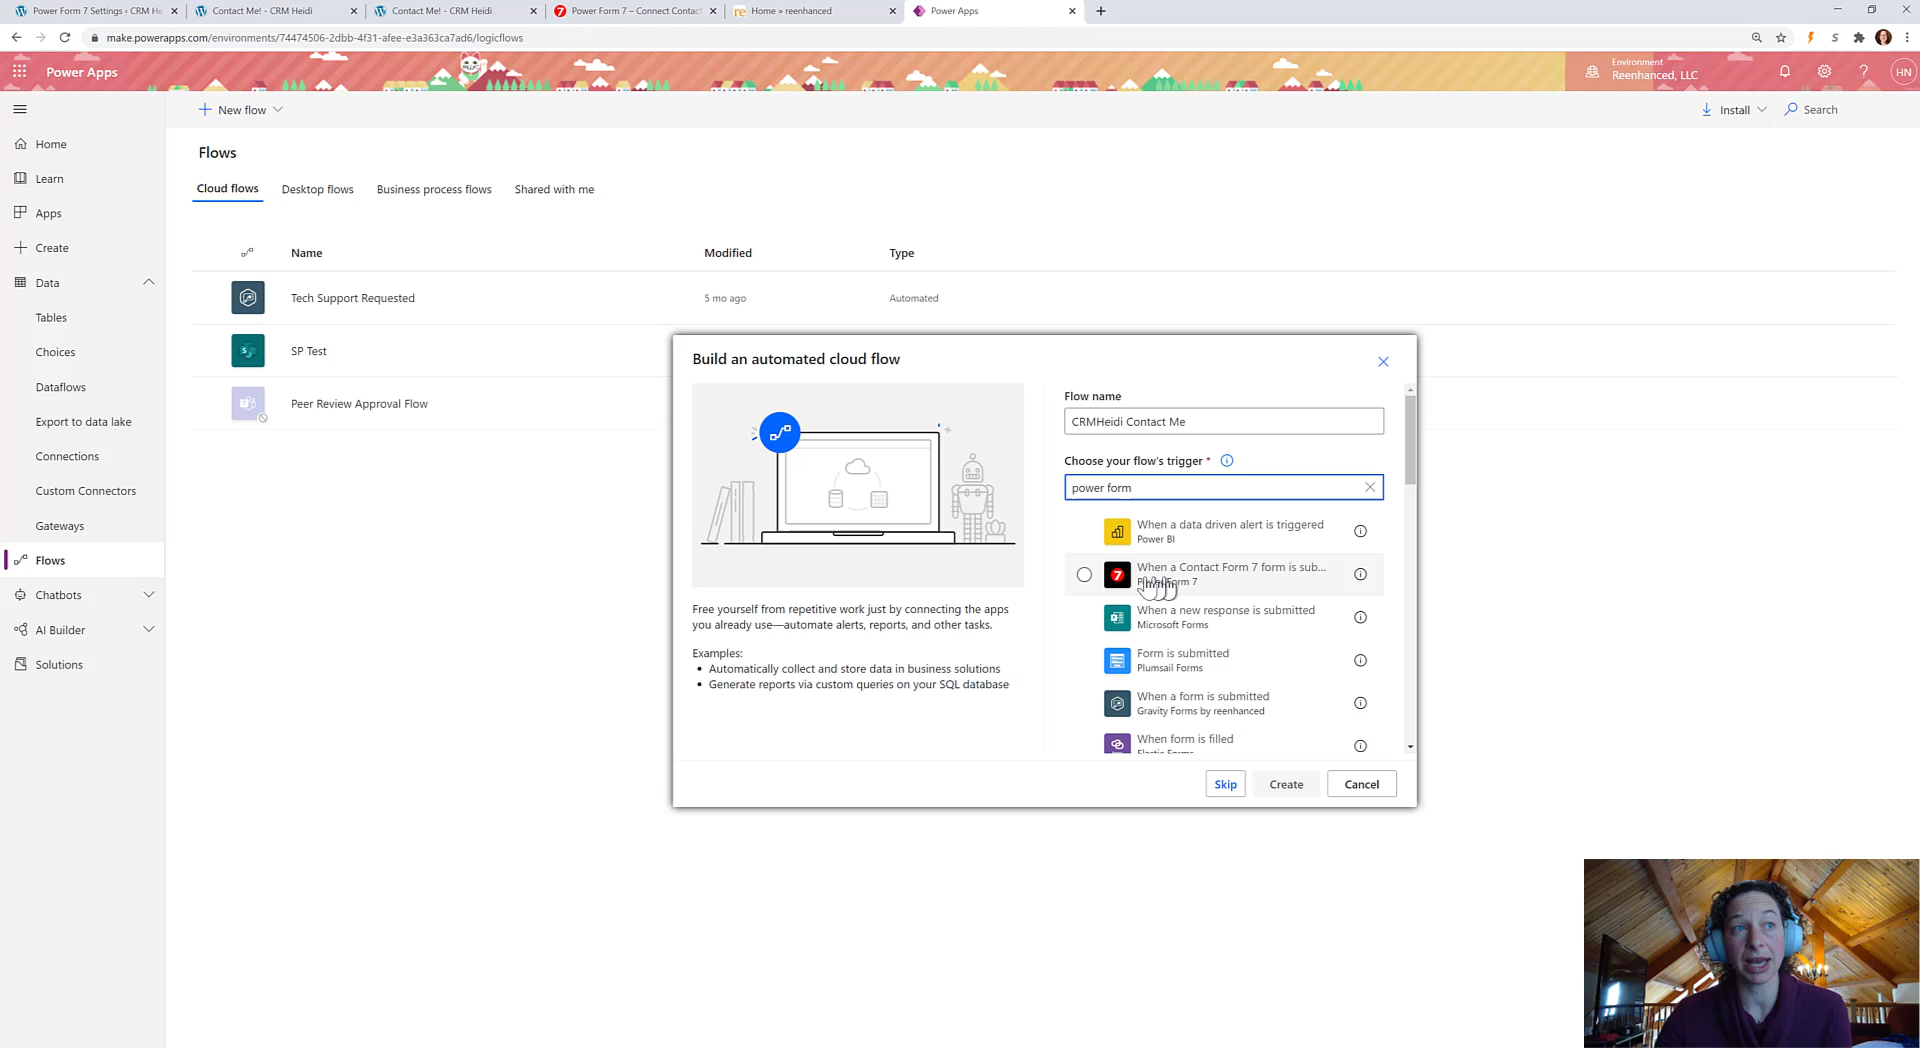 Power Form 7 Settings ‹ CRM He
Contact Me! - CRM Heidi
Contact Me! - CRM Heidi
Power Form 7 – Connect Contact
Home » reenhanced
Power Apps
make.powerapps.com/environments/74474506-2dbb-4f31-afee-e3a363ca7ad6/logicflows
Power Apps
Environment
Reenhanced, LLC
HN
New flow
Install
Search
Home
Learn
Apps
Create
Data
Tables
Choices
Dataflows
Export to data lake
Connections
Custom Connectors
Gateways
Flows
Chatbots
AI Builder
Solutions
Flows
Cloud flows
Desktop flows
Business process flows
Shared with me
Name
Modified
Type
Tech Support Requested
5 mo ago
Automated
SP Test
Peer Review Approval Flow
Build an automated cloud flow
Free yourself from repetitive work just by connecting the apps
you already use—automate alerts, reports, and other tasks.
Examples:
• Automatically collect and store data in business solutions
• Generate reports via custom queries on your SQL database
Flow name
CRMHeidi Contact Me
Choose your flow's trigger *
power form
When a data driven alert is triggered
Power BI
When a Contact Form 7 form is sub...
7
When a new response is submitted
Microsoft Forms
Form is submitted
Plumsail Forms
When a form is submitted
Gravity Forms by reenhanced
When form is filled
Skip
Create
Cancel